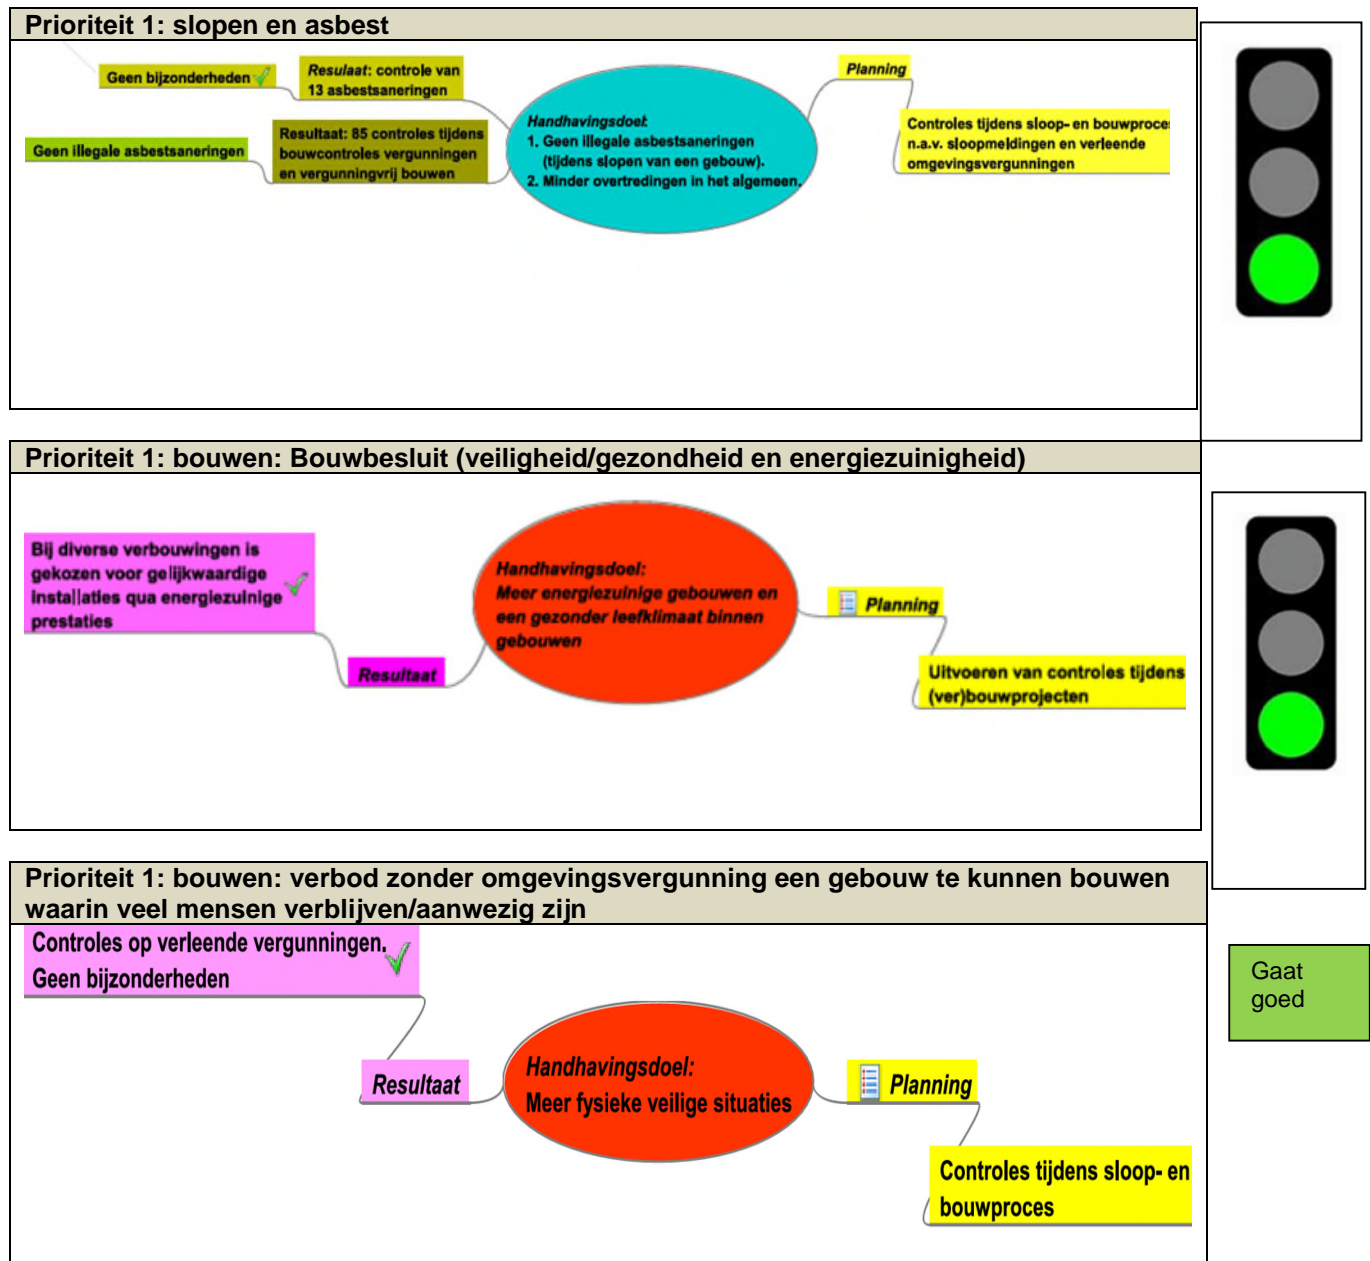 Prioriteit 1: slopen en asbest
Geen bijzonderheden
Resulaat: controle van
13 asbestsaneringen
Geen illegale asbestsaneringen
Resultaat: 85 controles tijdens
bouwcontroles vergunningen
en vergunningvrij bouwen
Handhavingsdoel:
1. Geen illegale asbestsaneringen
(tijdens slopen van een gebouw).
2. Minder overtredingen in het algemeen.
Planning
Controles tijdens sloop- en bouwproces
n.a.v. sloopmeldingen en verleende
omgevingsvergunningen
Prioriteit 1: bouwen: Bouwbesluit (veiligheid/gezondheid en energiezuinigheid)
Bij diverse verbouwingen is
gekozen voor gelijkwaardige
installaties qua energiezuinige
prestaties
Resultaat
Handhavingsdoel:
Meer energiezuinige gebouwen en
een gezonder leefklimaat binnen
gebouwen
Planning
Uitvoeren van controles tijdens
(ver)bouwprojecten
Prioriteit 1: bouwen: verbod zonder omgevingsvergunning een gebouw te kunnen bouwen
waarin veel mensen verblijven/aanwezig zijn
Controles op verleende vergunningen.
Geen bijzonderheden
Resultaat
Handhavingsdoel:
Meer fysieke veilige situaties
Planning
Controles tijdens sloop- en
bouwproces
Gaat
goed